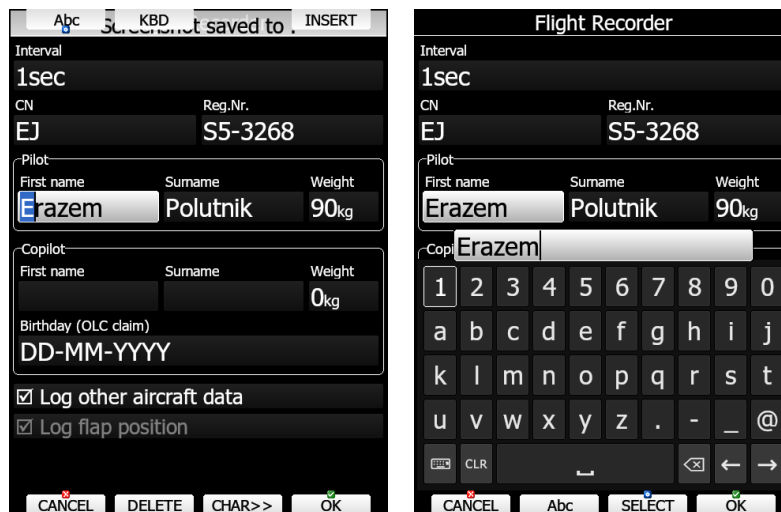 Abc KBD INSERT
Screenshot saved to .
Interval
1sec
CN Reg.Nr.
EJ S5-3268
Pilot
First name Surname Weight
Erazem Polutnik 90kg
Copilot
First name Surname Weight
0kg
Birthday (OLC claim)
DD-MM-YYYY
Log other aircraft data
Log flap position
CANCEL DELETE CHAR>> OK
Flight Recorder
Interval
1sec
CN Reg.Nr.
EJ S5-3268
Pilot
First name Surname Weight
Erazem Polutnik 90kg
Copi
Erazem
1 2 3 4 5 6 7 8 9 0
a b c d e f g h i j
k l m n o p q r s t
u v w x y z . - _ @
CLR ← →
CANCEL Abc SELECT OK